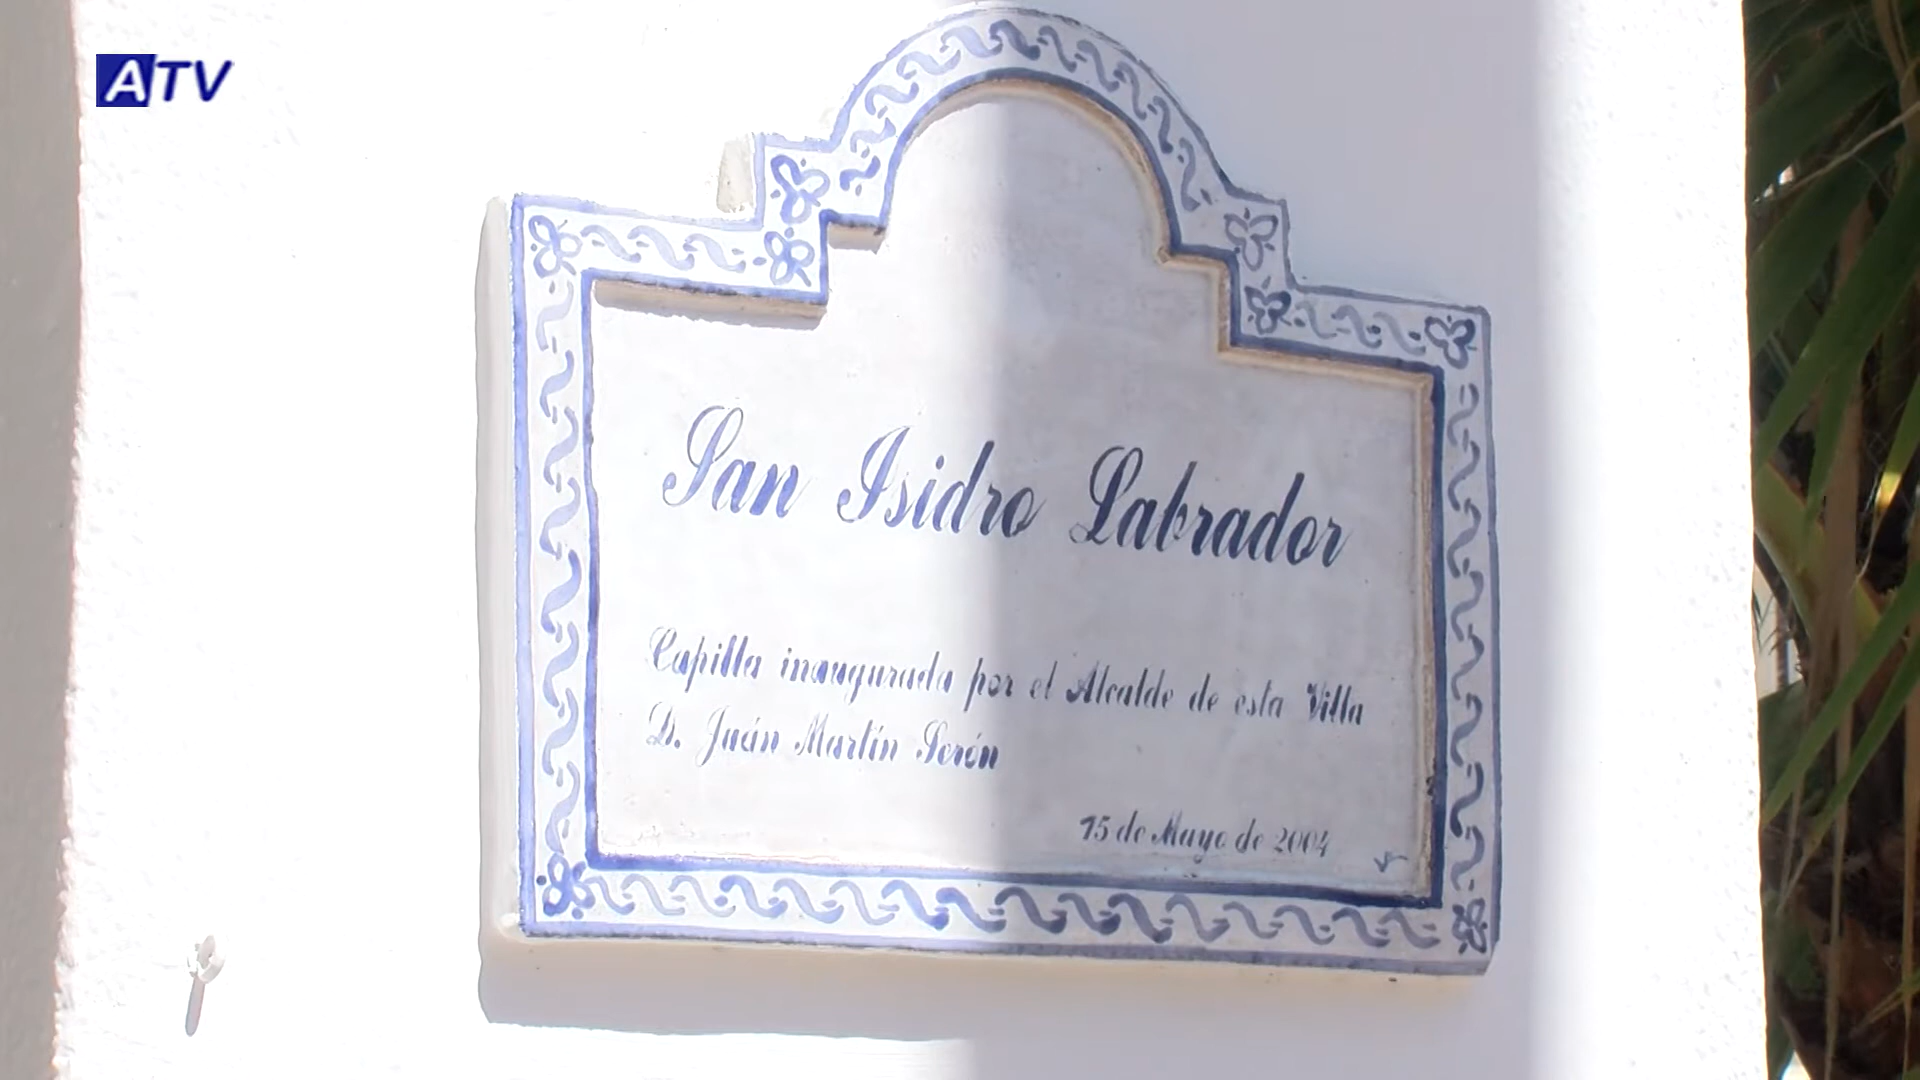 ATV
San Isidro Labrador
Capilla inaugurada por el Alcalde de esta Villa
D. Juán Martín Serón
15 de Mayo de 2004